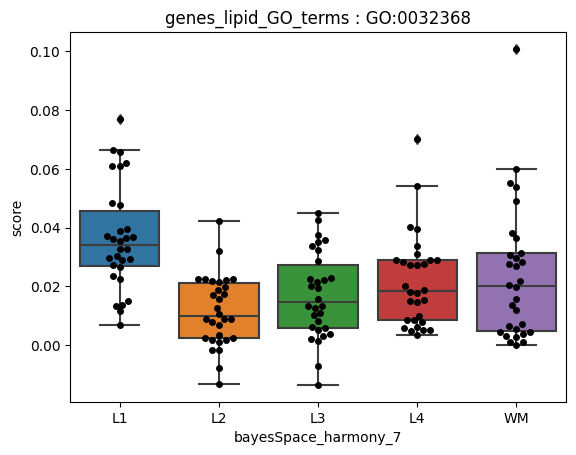 genes_lipid_GO_terms : GO:0032368
0.10
0.08
0.06
0.04
0.02
0.00
score
L1 L2 L3 L4 WM
bayesSpace_harmony_7